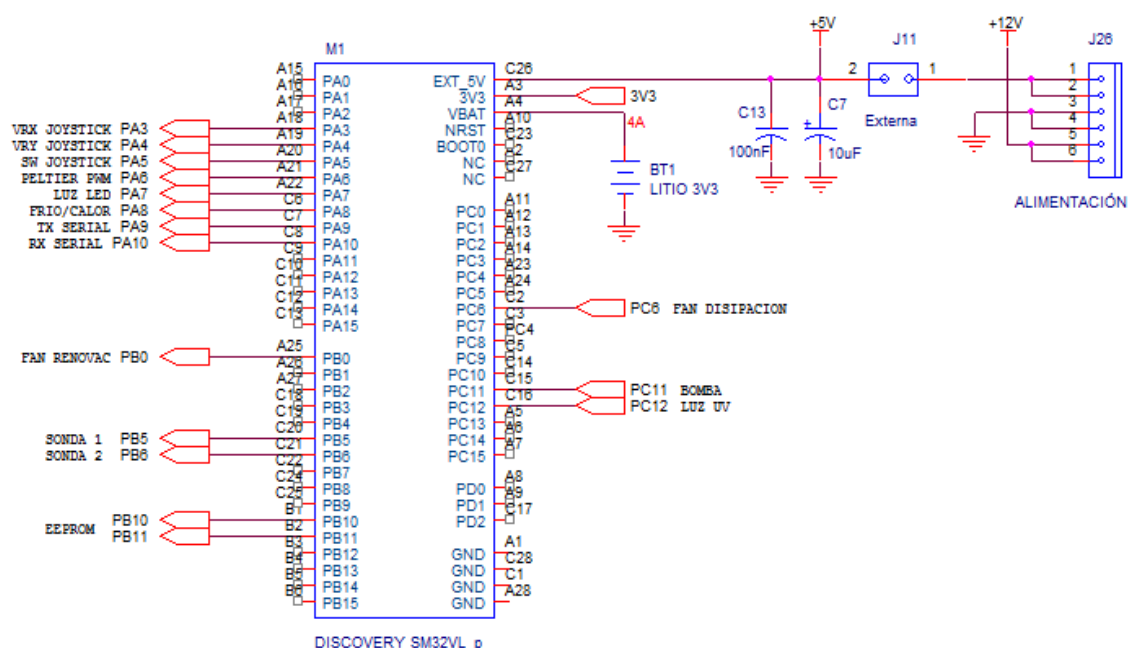 M1
DISCOVERY SM32VL_p
VRX JOYSTICK PA3
VRY JOYSTICK PA4
SW JOYSTICK PA5
PELTIER PWM PA6
LUZ LED PA7
FRIO/CALOR PA8
TX SERIAL PA9
RX SERIAL PA10
FAN RENOVAC PB0
SONDA 1 PB5
SONDA 2 PB6
EEPROM
PB10
PB11
A15 PA0
A16 PA1
A17 PA2
A18 PA3
A19 PA4
A20 PA5
A21 PA6
A22 PA7
C6 PA8
C7 PA9
C8 PA10
C9 PA11
C10 PA12
C11 PA13
C12 PA14
C13 PA15
A25 PB0
A26 PB1
A27 PB2
C18 PB3
C19 PB4
C20 PB5
C21 PB6
C22 PB7
C24 PB8
C25 PB9
B1 PB10
B2 PB11
B3 PB12
B4 PB13
B5 PB14
B6 PB15
EXT_5V C26
3V3 A3
VBAT A4
NRST A10
BOOT0 C23
NC A2
NC C27
PC0 A11
PC1 A12
PC2 A13
PC3 A14
PC4 A23
PC5 A24
PC6 C2
PC7 C3
PC8 PC4
PC9 C5
PC10 C14
PC11 C15
PC12 C16
PC13 A5
PC14 A6
PC15 A7
PD0 A8
PD1 A9
PD2 C17
GND A1
GND C28
GND C1
GND A28
3V3
4A
BT1
LITIO 3V3
PC6 FAN DISIPACION
PC11 BOMBA
PC12 LUZ UV
+5V
C13
100nF
C7
+
10uF
J11
2 1
Externa
+12V
J26
1
2
3
4
5
6
ALIMENTACIÓN